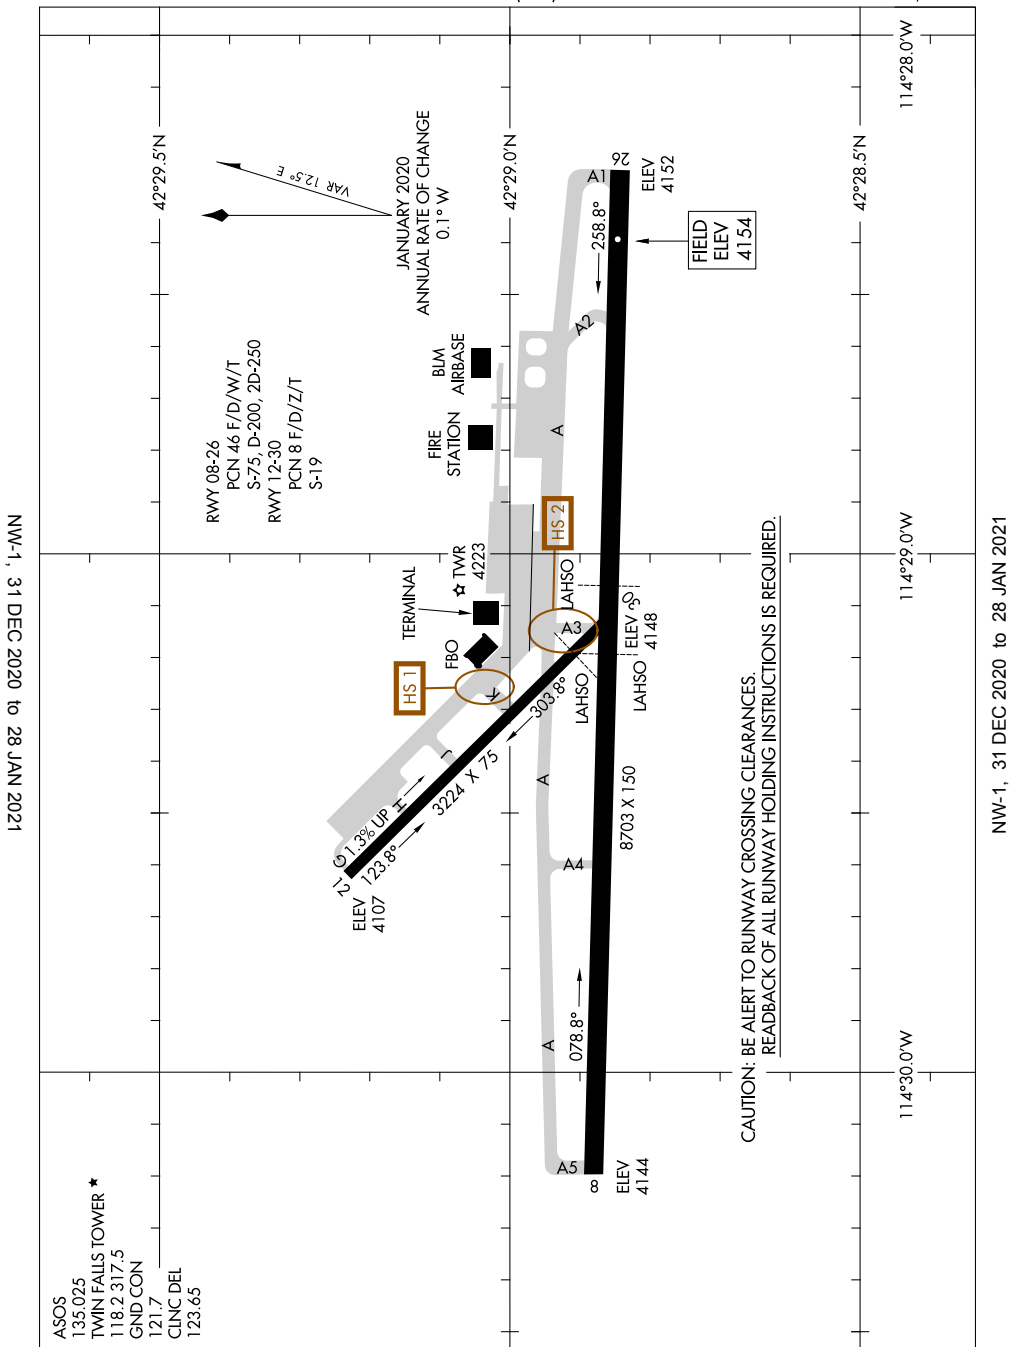 ASOS
135.025
TWIN FALLS TOWER ★
118.2 317.5
GND CON
121.7
CLNC DEL
123.65
RWY 08-26
PCN 46 F/D/W/T
S-75, D-200, 2D-250
RWY 12-30
PCN 8 F/D/Z/T
S-19
VAR 12.5° E
JANUARY 2020
ANNUAL RATE OF CHANGE
0.1° W
42°29.5'N
42°29.0'N
42°28.5'N
114°28.0'W
114°29.0'W
114°30.0'W
BLM
AIRBASE
FIRE
STATION
☆ TWR
4223
TERMINAL
FBO
HS 1
HS 2
G
H
J
K
A1
A2
A
A3
A
A4
A
A5
12
ELEV
4107
1.3% UP
123.8°
3224 X 75
303.8°
30
ELEV
4148
LAHSO
LAHSO
LAHSO
8
ELEV
4144
078.8°
8703 X 150
258.8°
26
ELEV
4152
FIELD
ELEV
4154
CAUTION: BE ALERT TO RUNWAY CROSSING CLEARANCES.
READBACK OF ALL RUNWAY HOLDING INSTRUCTIONS IS REQUIRED.
NW-1, 31 DEC 2020 to 28 JAN 2021
NW-1, 31 DEC 2020 to 28 JAN 2021